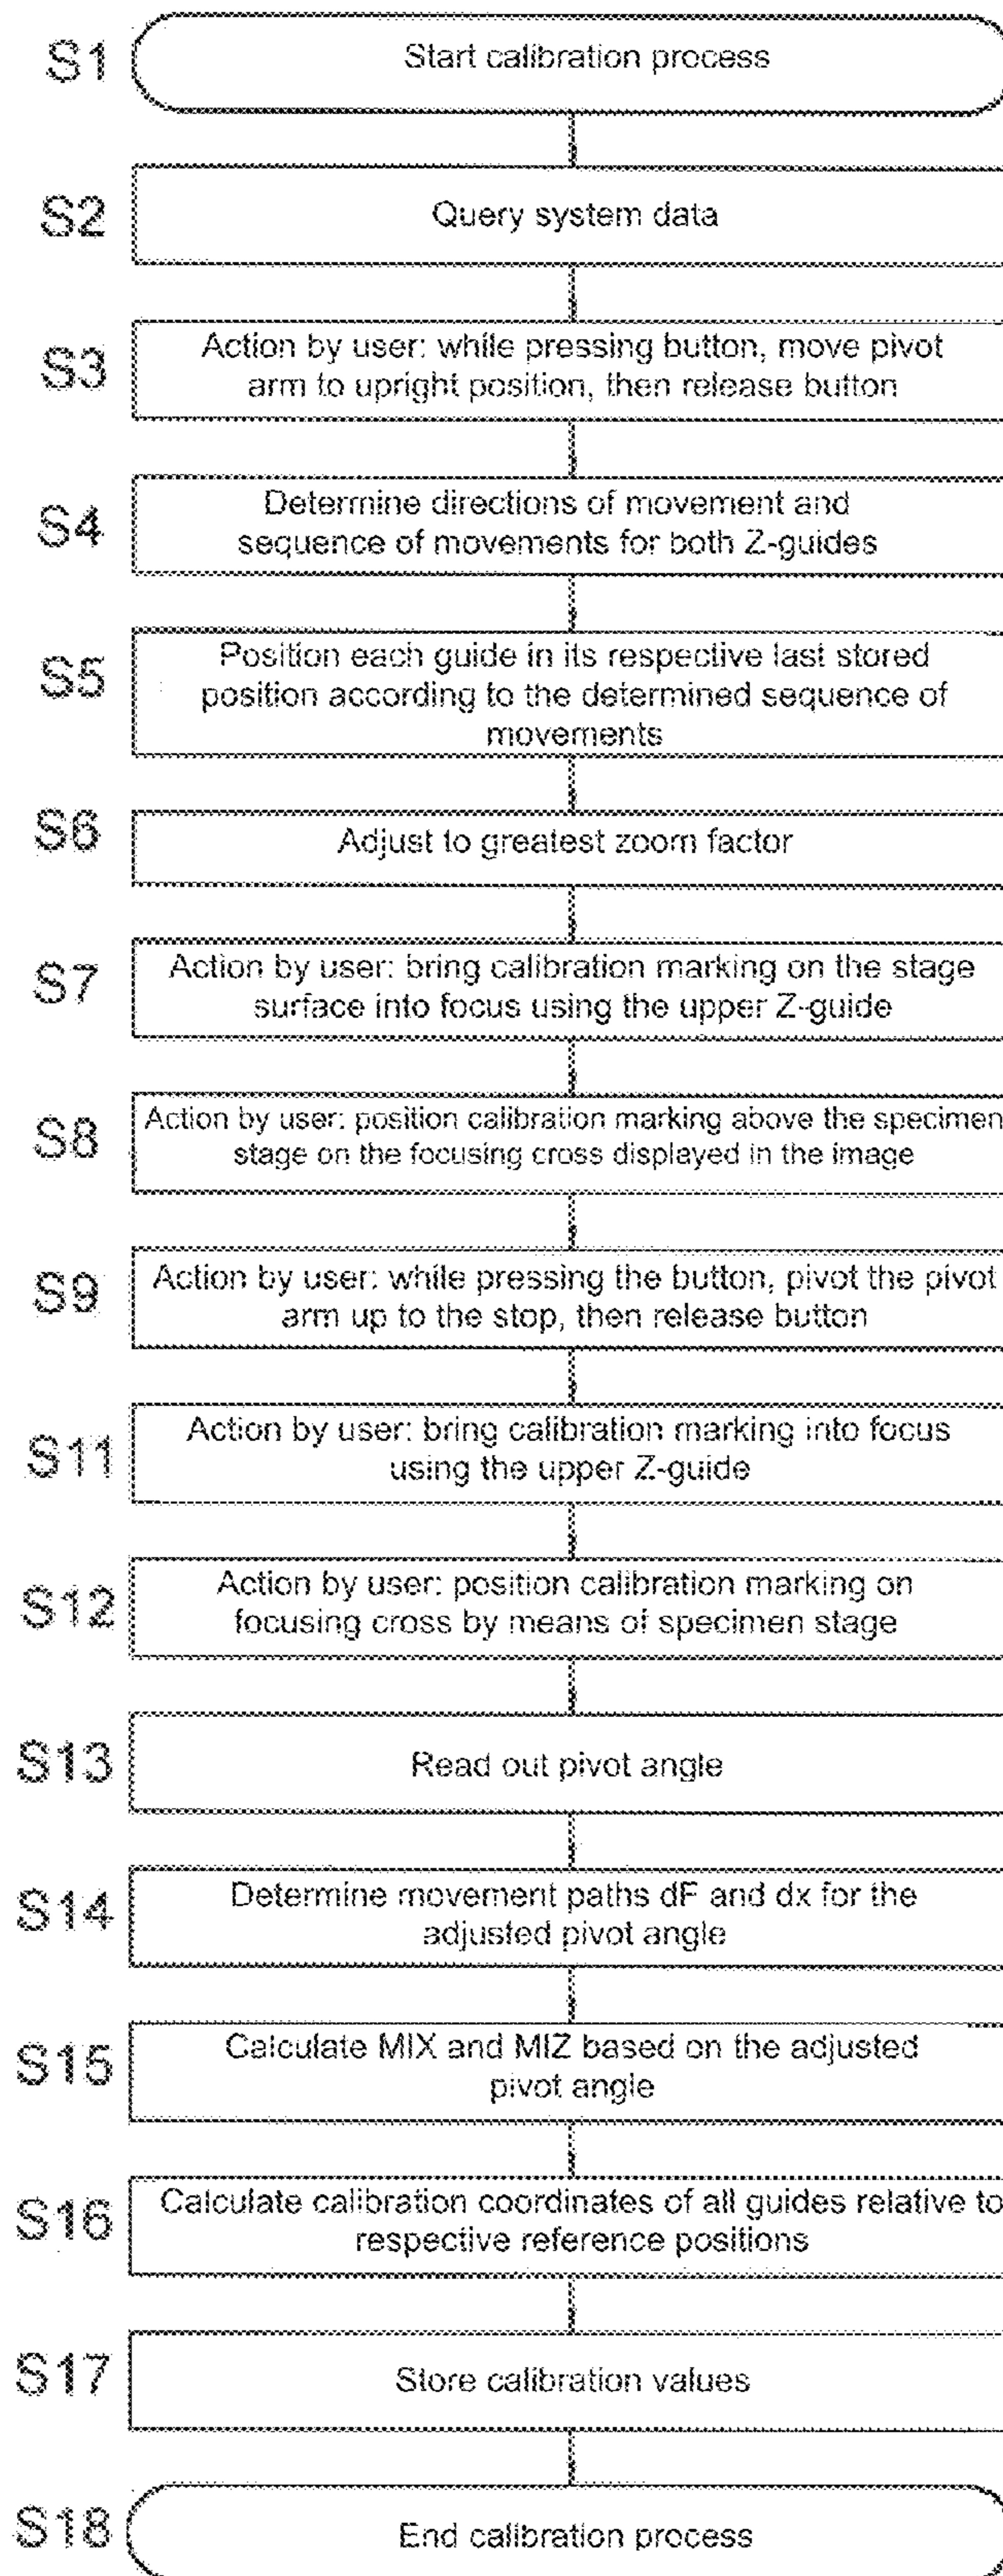 S1
Start calibration process
S2
Query system data
S3
Action by user: while pressing button, move pivot
arm to upright position, then release button
S4
Determine directions of movement and
sequence of movements for both Z-guides
S5
Position each guide in its respective last stored
position according to the determined sequence of
movements
S6
Adjust to greatest zoom factor
S7
Action by user: bring calibration marking on the stage
surface into focus using the upper Z-guide
S8
Action by user: position calibration marking above the specimen
stage on the focusing cross displayed in the image
S9
Action by user: while pressing the button, pivot the pivot
arm up to the stop, then release button
S11
Action by user: bring calibration marking into focus
using the upper Z-guide
S12
Action by user: position calibration marking on
focusing cross by means of specimen stage
S13
Read out pivot angle
S14
Determine movement paths dF and dx for the
adjusted pivot angle
S15
Calculate MIX and MIZ based on the adjusted
pivot angle
S16
Calculate calibration coordinates of all guides relative to
respective reference positions
S17
Store calibration values
S18
End calibration process